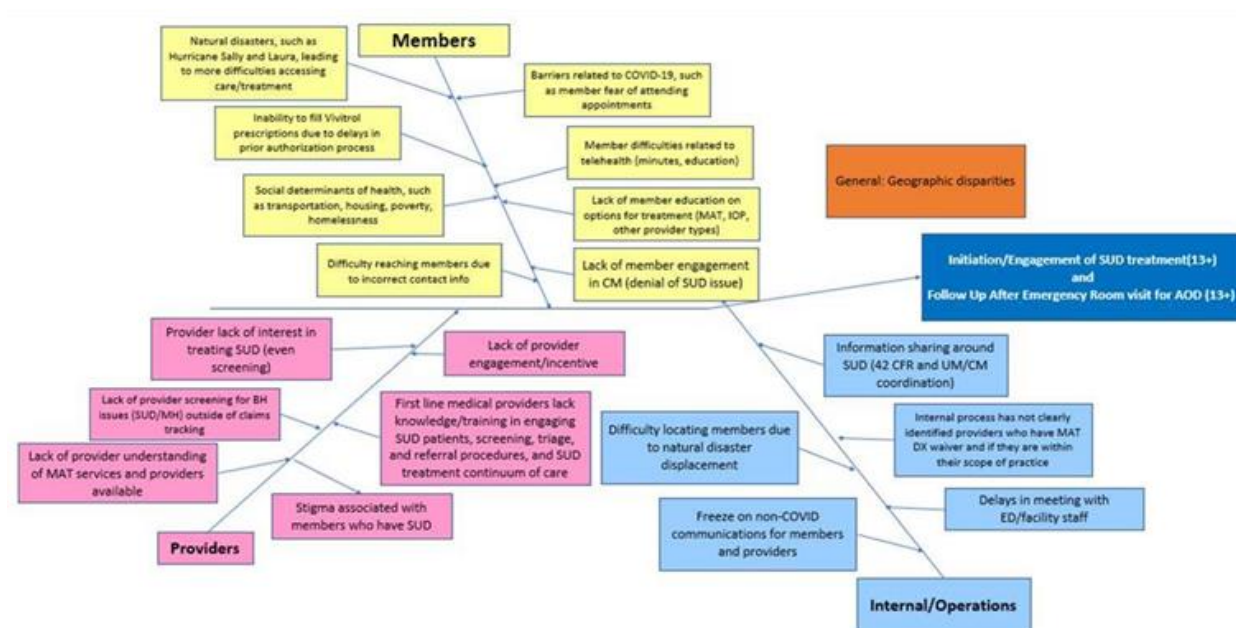 Members
Natural disasters, such as
Hurricane Sally and Laura, leading
to more difficulties accessing
care/treatment
Barriers related to COVID-19, such
as member fear of attending
appointments
Inability to fill Vivitrol
prescriptions due to delays in
prior authorization process
Member difficulties related to
telehealth (minutes, education)
Social determinants of health, such
as transportation, housing, poverty,
homelessness
Lack of member education on
options for treatment (MAT, IOP,
other provider types)
Difficulty reaching members due
to incorrect contact info
Lack of member engagement
in CM (denial of SUD issue)
General: Geographic disparities
Initiation/Engagement of SUD treatment(13+)
and
Follow Up After Emergency Room visit for AOD (13+)
Provider lack of interest in
treating SUD (even
screening)
Lack of provider
engagement/incentive
Lack of provider screening for BH
issues (SUD/MH) outside of claims
tracking
First line medical providers lack
knowledge/training in engaging
SUD patients, screening, triage,
and referral procedures, and SUD
treatment continuum of care
Lack of provider understanding
of MAT services and providers
available
Stigma associated with
members who have SUD
Providers
Information sharing around
SUD (42 CFR and UM/CM
coordination)
Difficulty locating members due
to natural disaster
displacement
Internal process has not clearly
identified providers who have MAT
DX waiver and if they are within
their scope of practice
Delays in meeting with
ED/facility staff
Freeze on non-COVID
communications for members
and providers
Internal/Operations